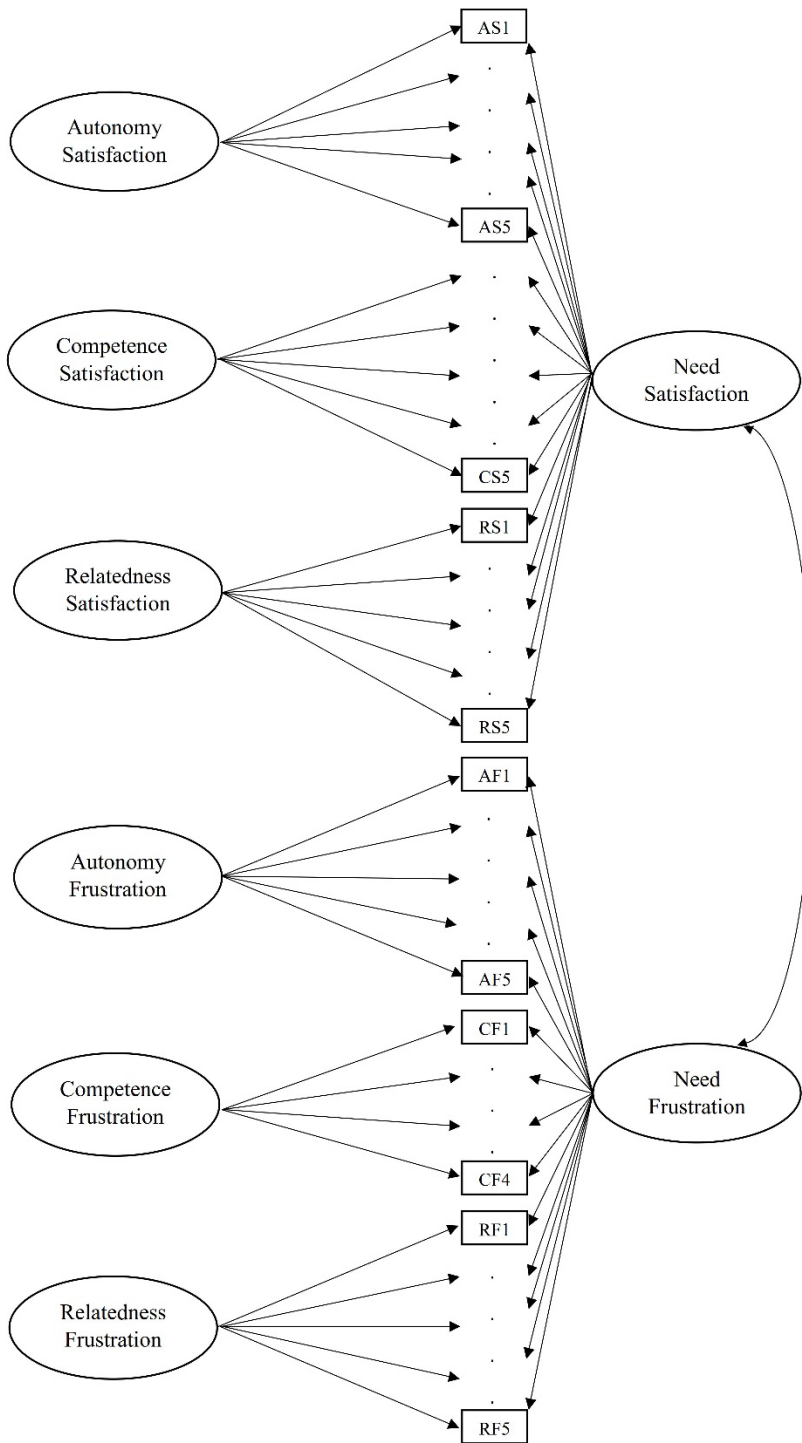 AS1
Autonomy
Satisfaction
AS5
Competence
Satisfaction
Need
Satisfaction
CS5
RS1
Relatedness
Satisfaction
RS5
AF1
Autonomy
Frustration
AF5
CF1
Competence
Frustration
Need
Frustration
CF4
RF1
Relatedness
Frustration
RF5